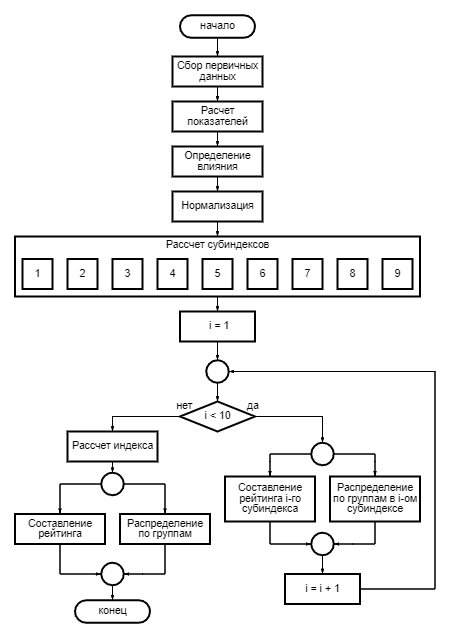 начало
Сбор первичных
данных
Расчет
показателей
Определение
влияния
Нормализация
Рассчет субиндексов
1 2 3 4 5 6 7 8 9
i = 1
нет
i < 10
да
Рассчет индекса
Составление
рейтинга
Распределение
по группам
конец
Составление
рейтинга i-го
субиндекса
Распределение
по группам в i-ом
субиндексе
i = i + 1